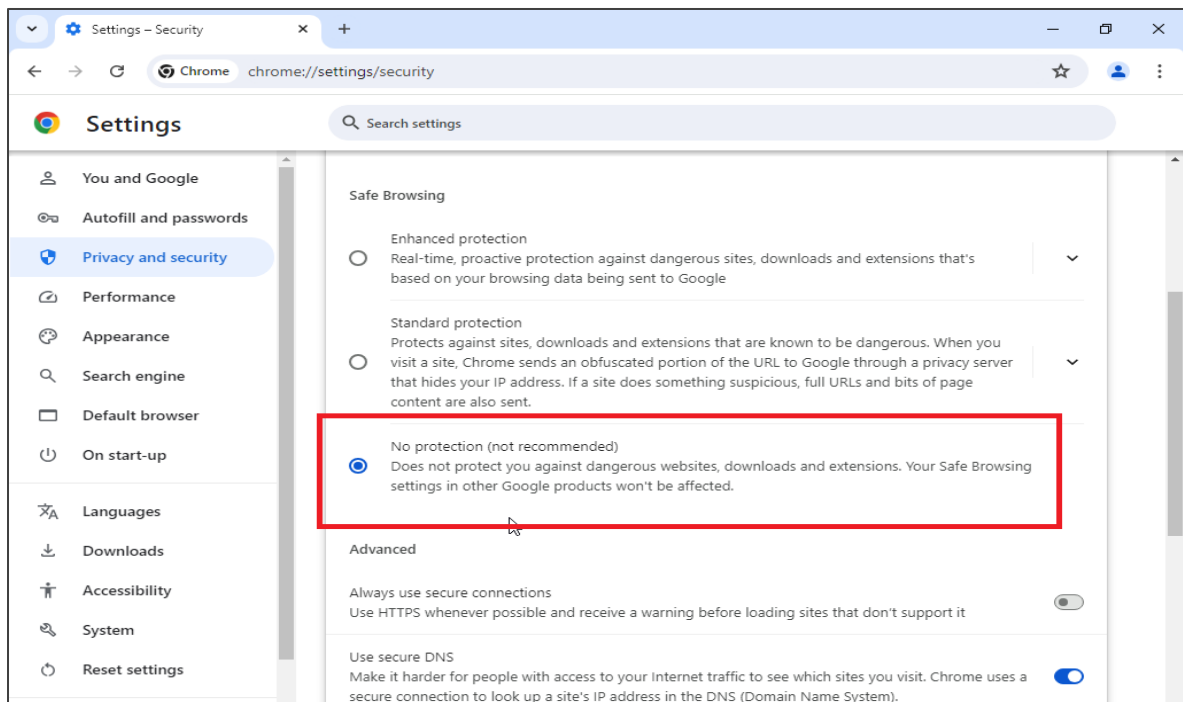 Settings – Security
Chrome
chrome://settings/security
Settings
Search settings
You and Google
Autofill and passwords
Privacy and security
Performance
Appearance
Search engine
Default browser
On start-up
Languages
Downloads
Accessibility
System
Reset settings
Safe Browsing
Enhanced protection
Real-time, proactive protection against dangerous sites, downloads and extensions that's
based on your browsing data being sent to Google
Standard protection
Protects against sites, downloads and extensions that are known to be dangerous. When you
visit a site, Chrome sends an obfuscated portion of the URL to Google through a privacy server
that hides your IP address. If a site does something suspicious, full URLs and bits of page
content are also sent.
No protection (not recommended)
Does not protect you against dangerous websites, downloads and extensions. Your Safe Browsing
settings in other Google products won't be affected.
Advanced
Always use secure connections
Use HTTPS whenever possible and receive a warning before loading sites that don't support it
Use secure DNS
Make it harder for people with access to your Internet traffic to see which sites you visit. Chrome uses a
secure connection to look up a site's IP address in the DNS (Domain Name System).